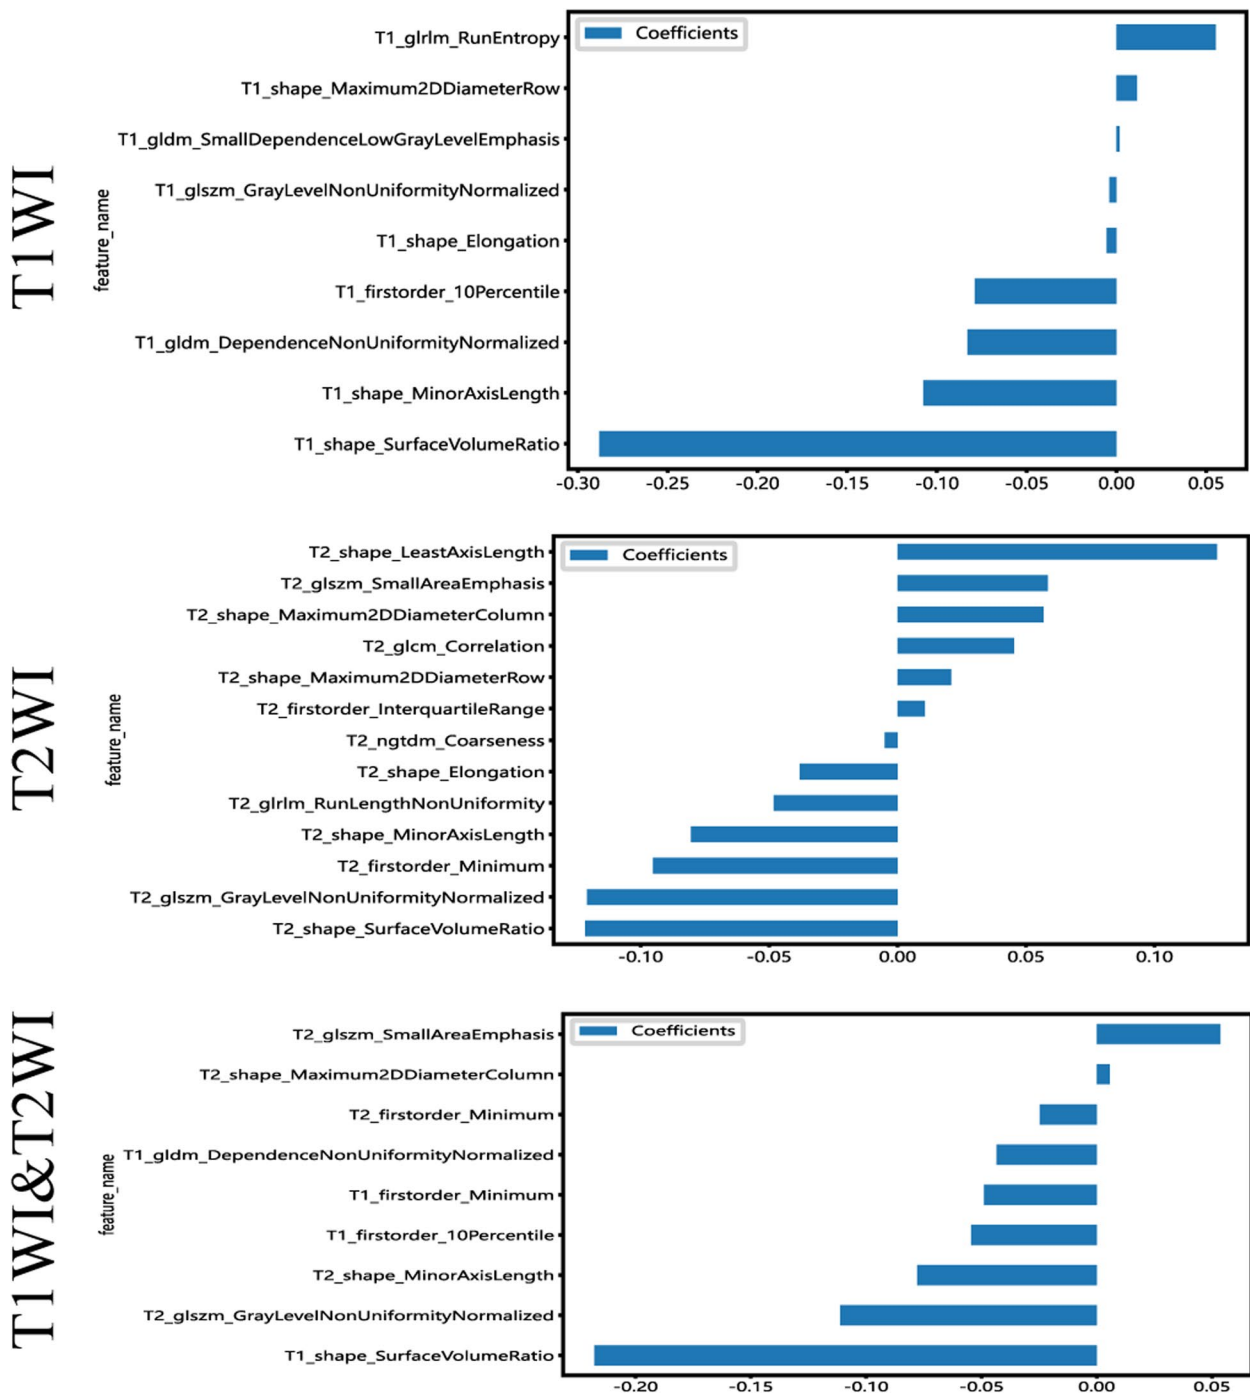 T1WI
feature_name
Coefficients
T1_glrlm_RunEntropy
T1_shape_Maximum2DDiameterRow
T1_gldm_SmallDependenceLowGrayLevelEmphasis
T1_glszm_GrayLevelNonUniformityNormalized
T1_shape_Elongation
T1_firstorder_10Percentile
T1_gldm_DependenceNonUniformityNormalized
T1_shape_MinorAxisLength
T1_shape_SurfaceVolumeRatio
-0.30 -0.25 -0.20 -0.15 -0.10 -0.05 0.00 0.05
T2WI
feature_name
Coefficients
T2_shape_LeastAxisLength
T2_glszm_SmallAreaEmphasis
T2_shape_Maximum2DDiameterColumn
T2_glcm_Correlation
T2_shape_Maximum2DDiameterRow
T2_firstorder_InterquartileRange
T2_ngtdm_Coarseness
T2_shape_Elongation
T2_glrlm_RunLengthNonUniformity
T2_shape_MinorAxisLength
T2_firstorder_Minimum
T2_glszm_GrayLevelNonUniformityNormalized
T2_shape_SurfaceVolumeRatio
-0.10 -0.05 0.00 0.05 0.10
T1WI&T2WI
feature_name
Coefficients
T2_glszm_SmallAreaEmphasis
T2_shape_Maximum2DDiameterColumn
T2_firstorder_Minimum
T1_gldm_DependenceNonUniformityNormalized
T1_firstorder_Minimum
T1_firstorder_10Percentile
T2_shape_MinorAxisLength
T2_glszm_GrayLevelNonUniformityNormalized
T1_shape_SurfaceVolumeRatio
-0.20 -0.15 -0.10 -0.05 0.00 0.05